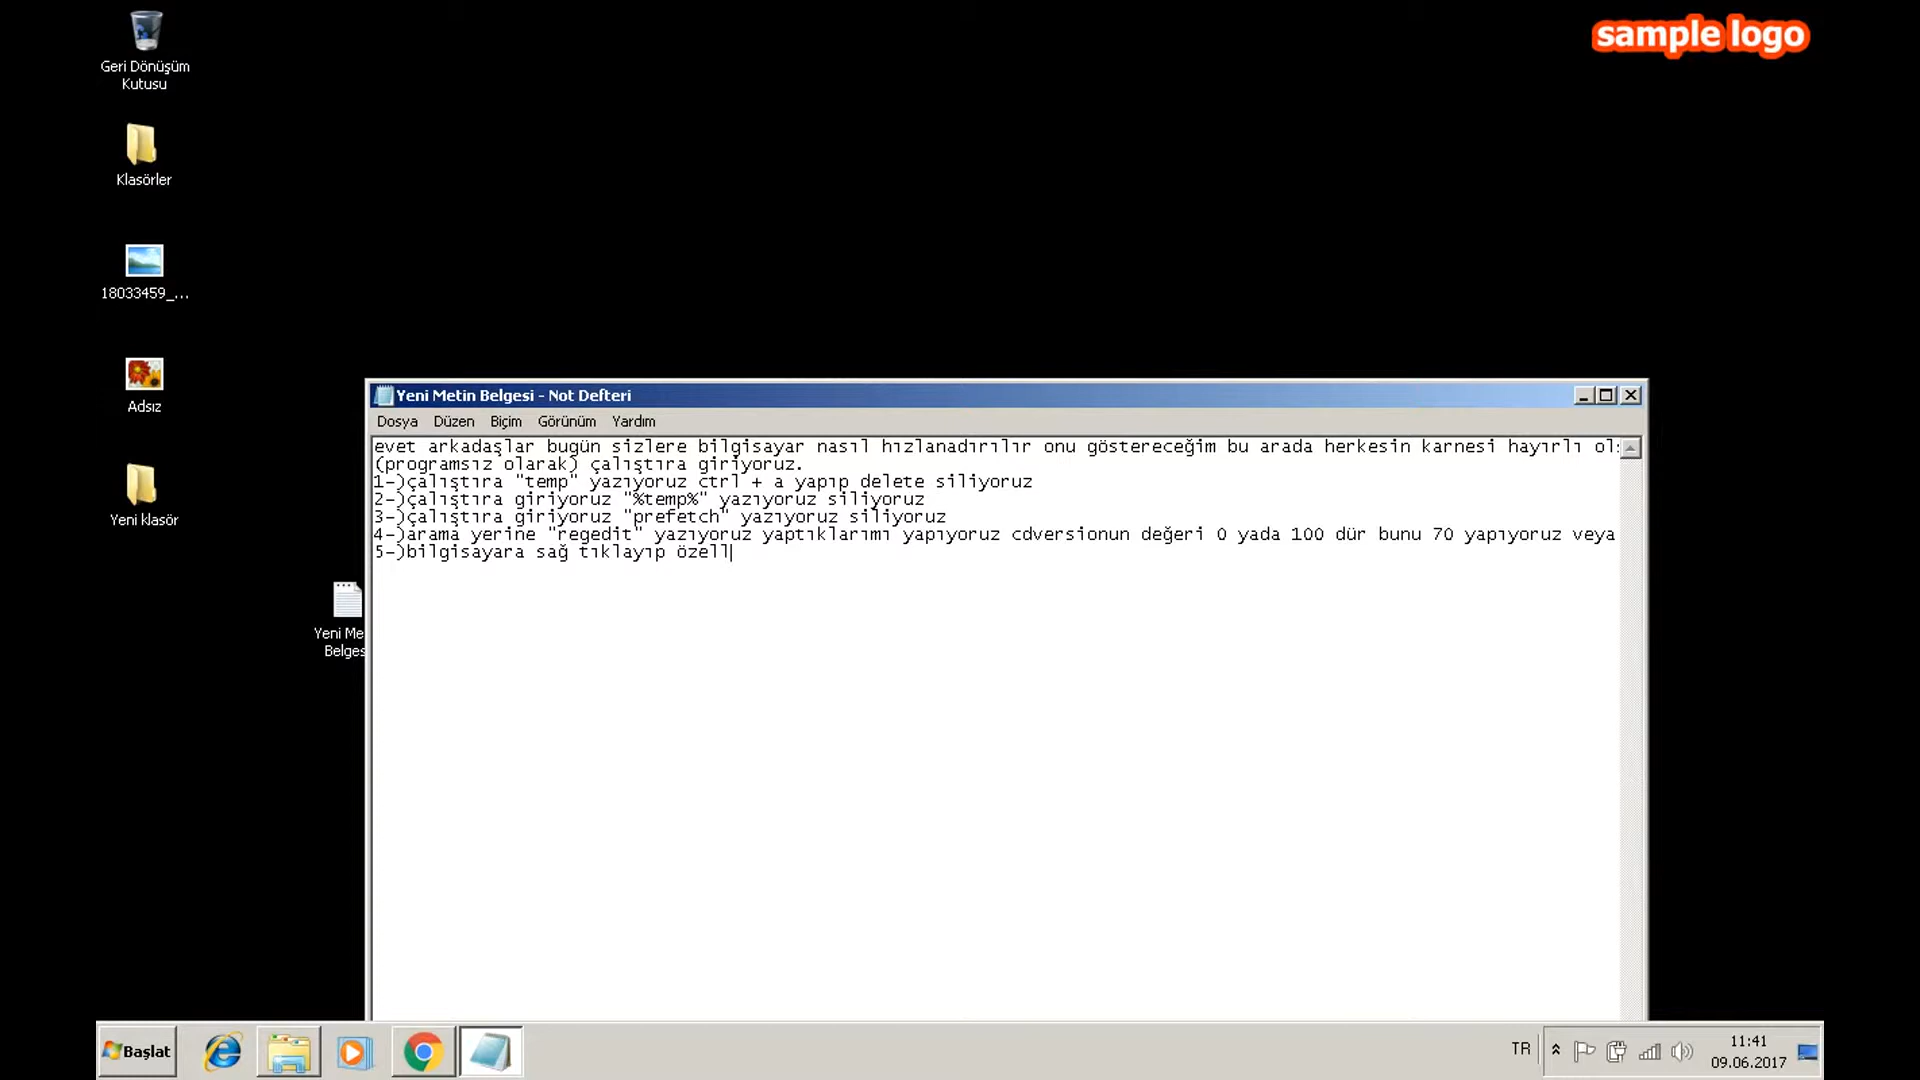 sample logo
Geri Dönüşüm
Kutusu
Klasörler
18033459_...
Adsız
Yeni klasör
Yeni Me
Belges
Yeni Metin Belgesi - Not Defteri
Dosya Düzen Biçim Görünüm Yardım
evet arkadaşlar bugün sizlere bilgisayar nasıl hızlanadırılır onu göstereceğim bu arada herkesin karnesi hayırlı ol
(programsız olarak) çalıştıra giriyoruz.
1-)çalıştıra "temp" yazıyoruz ctrl + a yapıp delete siliyoruz
2-)çalıştıra giriyoruz "%temp%" yazıyoruz siliyoruz
3-)çalıştıra giriyoruz "prefetch" yazıyoruz siliyoruz
4-)arama yerine "regedit" yazıyoruz yaptıklarımı yapıyoruz cdversionun değeri 0 yada 100 dür bunu 70 yapıyoruz veya
5-)bilgisayara sağ tıklayıp özell
Başlat
TR
11:41
09.06.2017